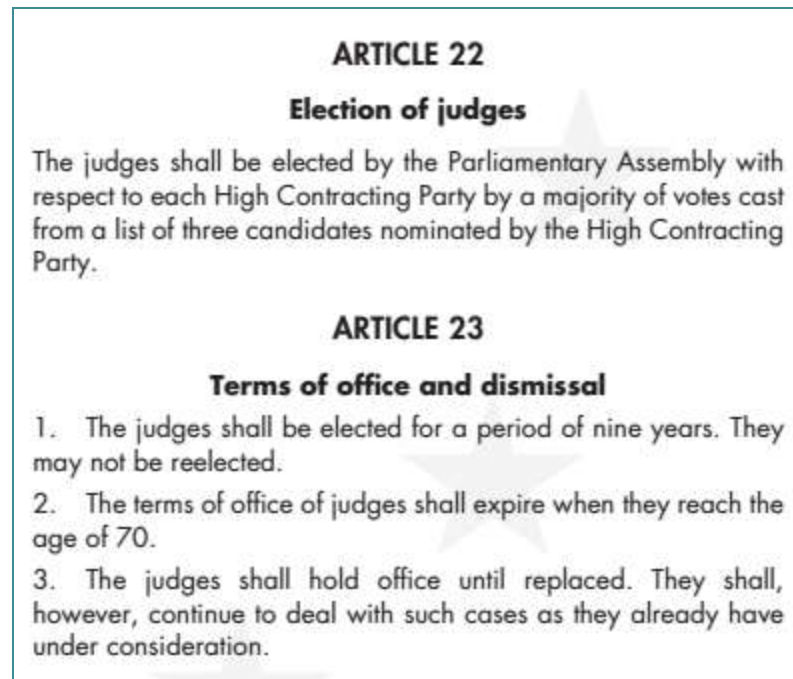 ARTICLE 22
Election of judges
The judges shall be elected by the Parliamentary Assembly with
respect to each High Contracting Party by a majority of votes cast
from a list of three candidates nominated by the High Contracting
Party.
ARTICLE 23
Terms of office and dismissal
1. The judges shall be elected for a period of nine years. They
may not be reelected.
2. The terms of office of judges shall expire when they reach the
age of 70.
3. The judges shall hold office until replaced. They shall,
however, continue to deal with such cases as they already have
under consideration.